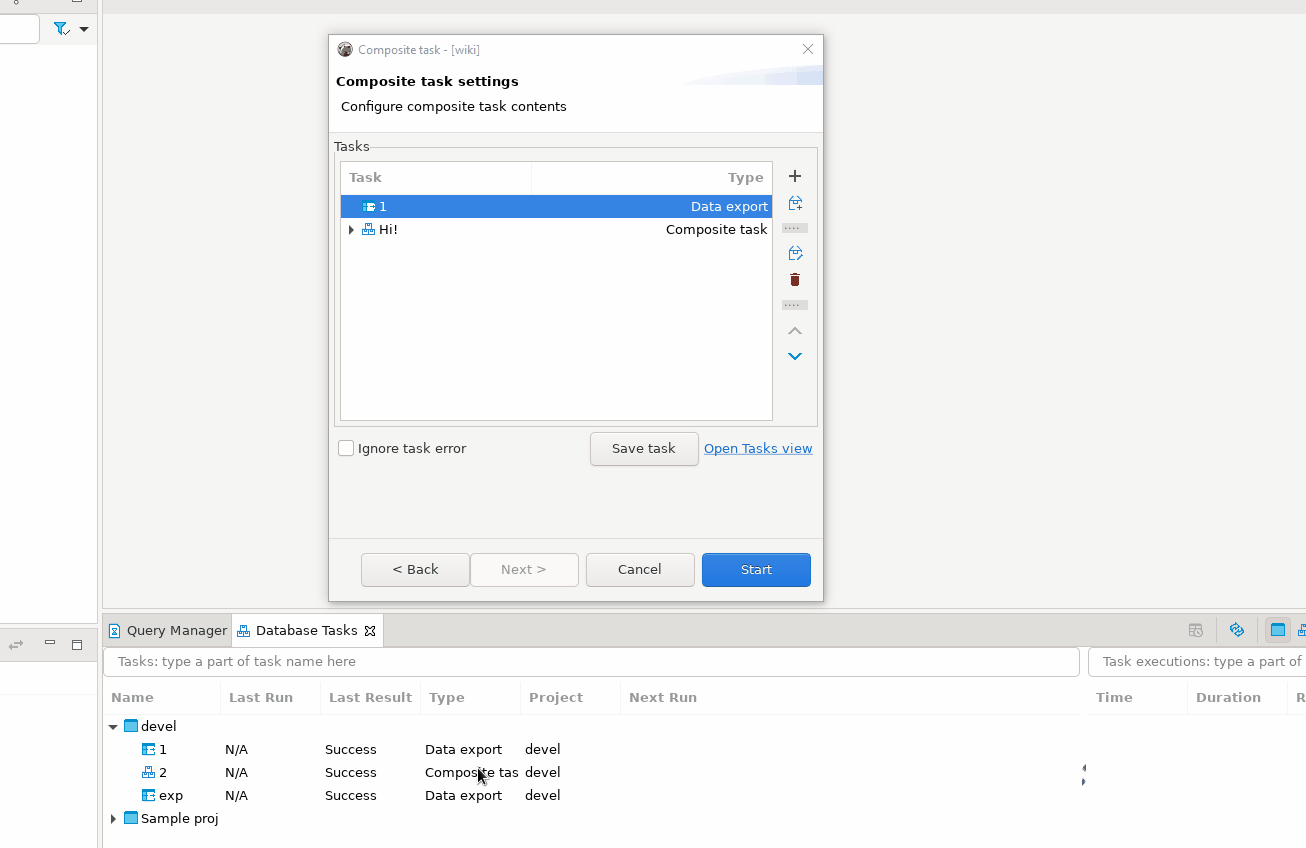 Composite task - [wiki]
Composite task settings
Configure composite task contents
Tasks
Task Type
1 Data export
Hi! Composite task
Ignore task error Save task Open Tasks view
< Back Next > Cancel Start
Query Manager Database Tasks
Tasks: type a part of task name here Task executions: type a part of
Name Last Run Last Result Type Project Next Run Time Duration R
devel
1 N/A Success Data export devel
2 N/A Success Composite tas devel
exp N/A Success Data export devel
Sample proj